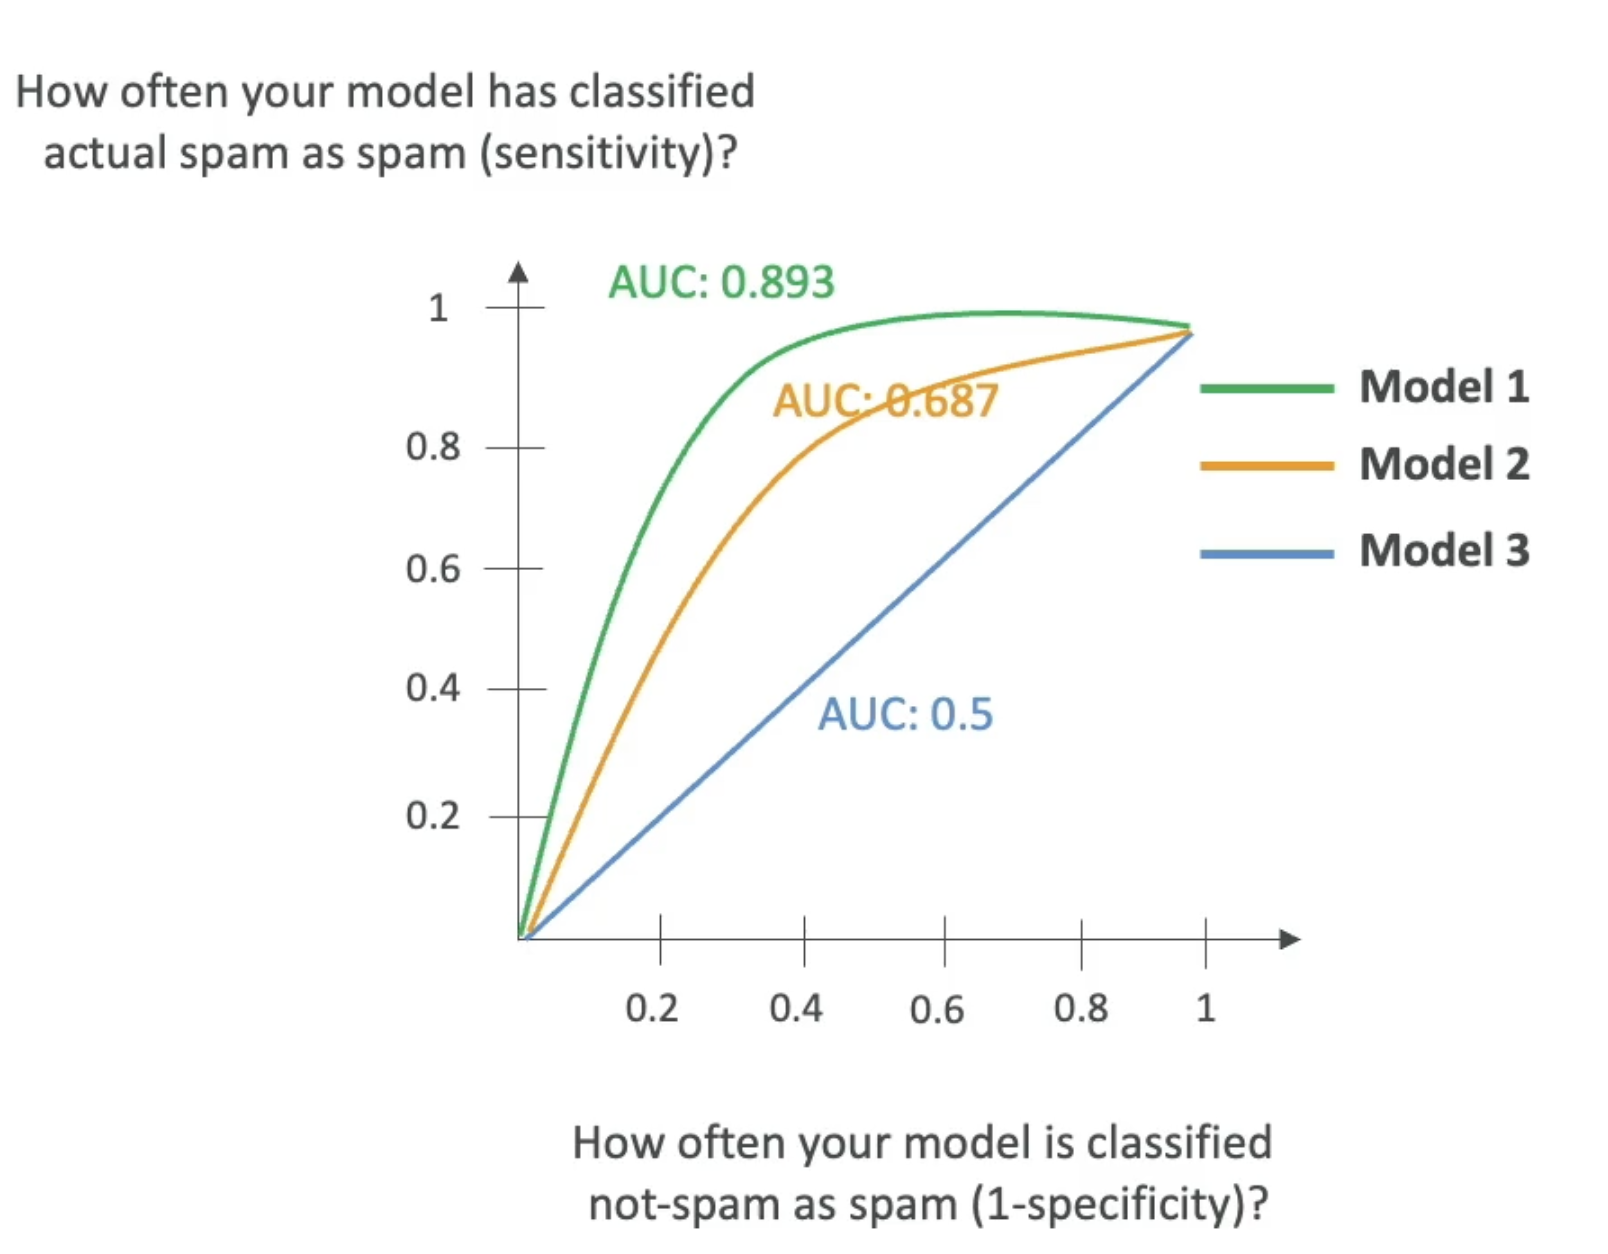 How often your model has classified
actual spam as spam (sensitivity)?
AUC: 0.893
1
AUC: 0.687
Model 1
0.8
Model 2
0.6
Model 3
0.4
AUC: 0.5
0.2
0.2 0.4 0.6 0.8 1
How often your model is classified
not-spam as spam (1-specificity)?